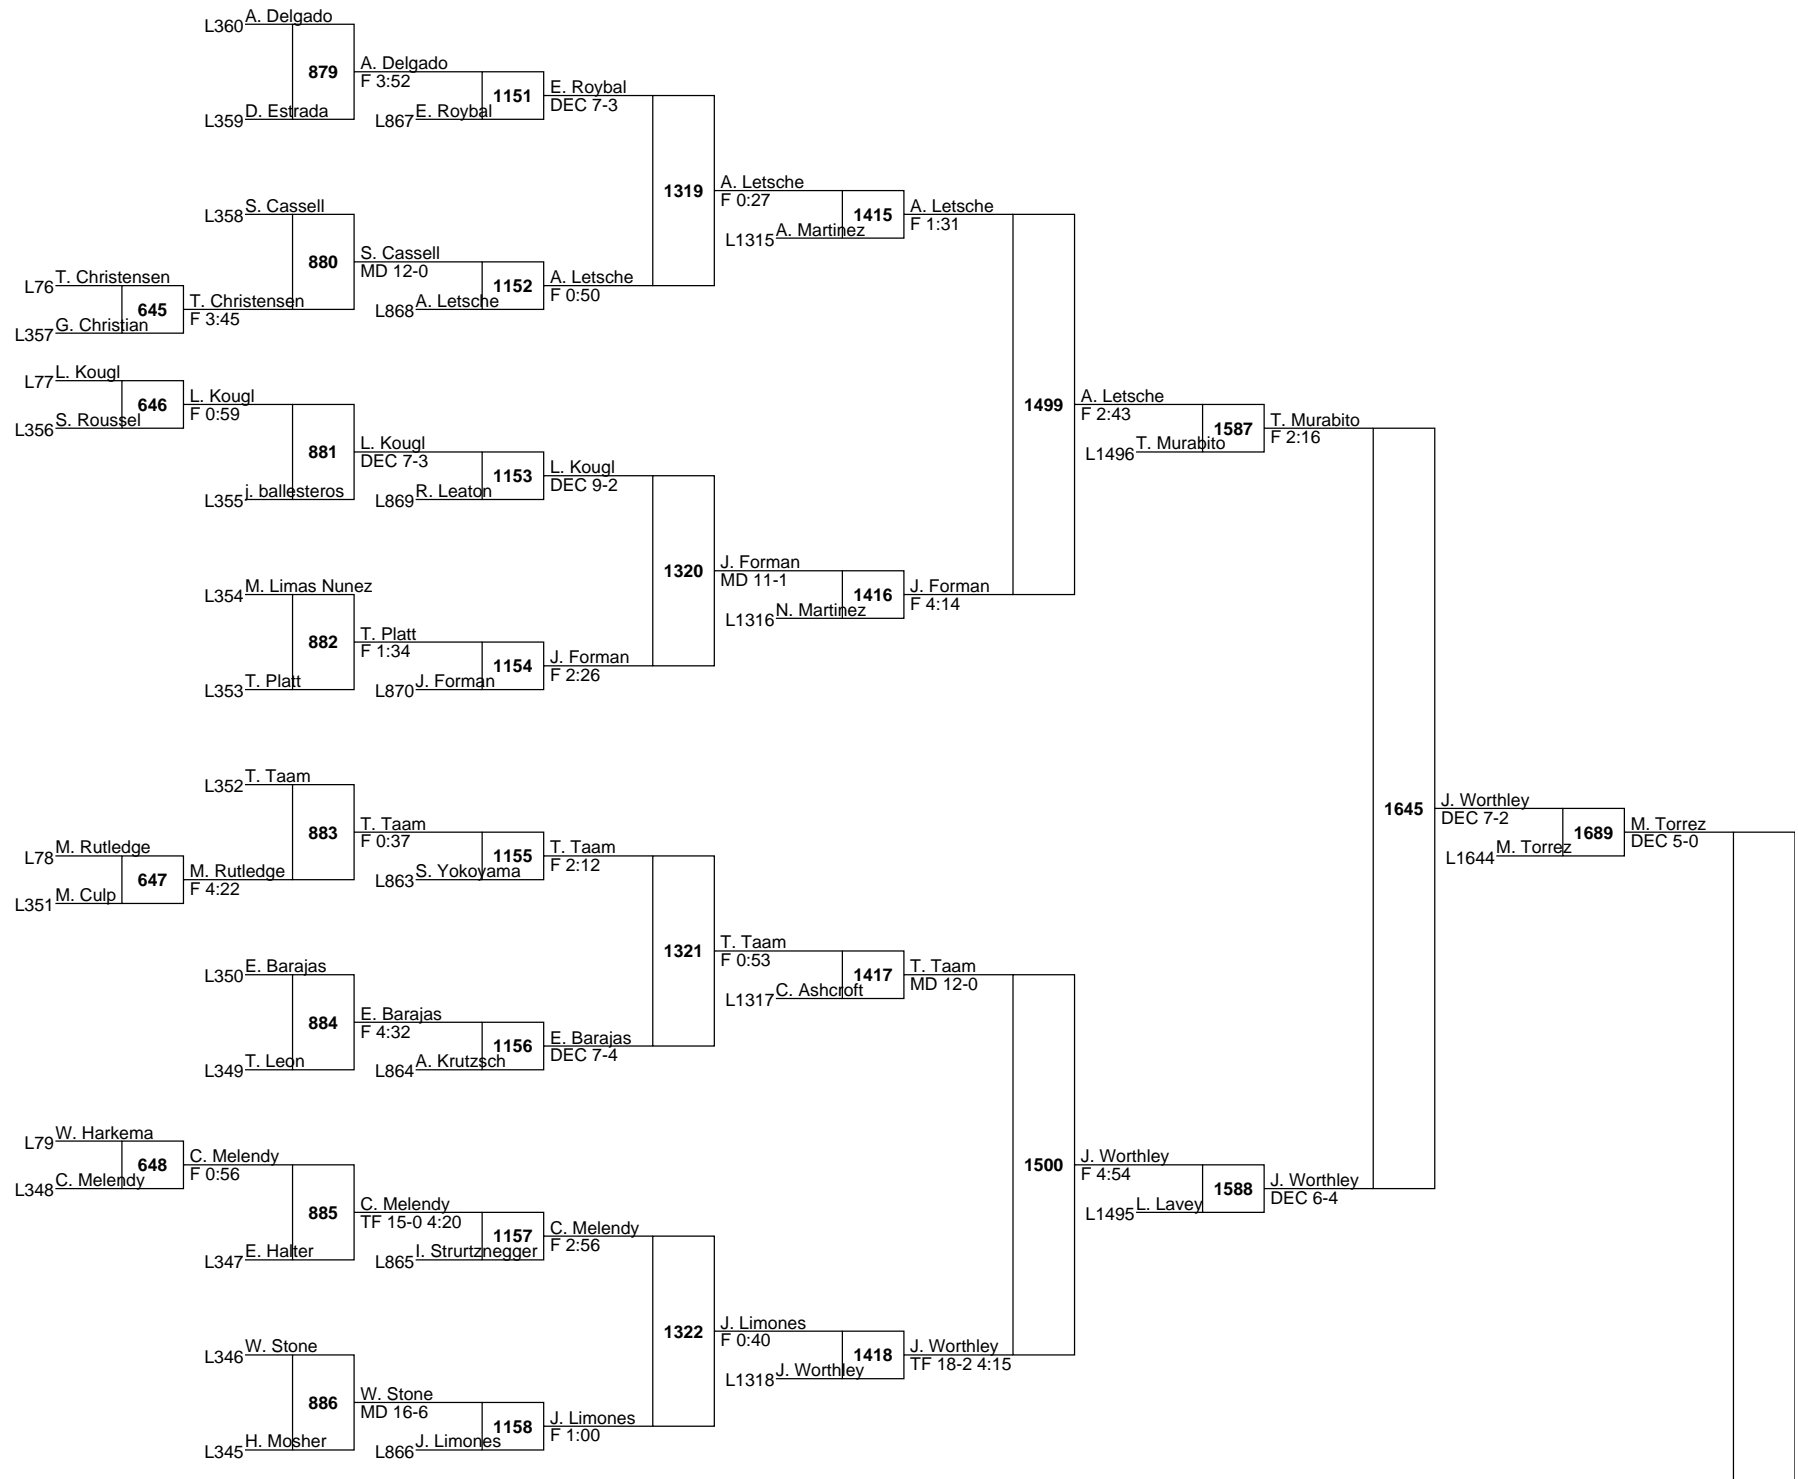 L360 A. Delgado
879
A. Delgado
F 3:52
L359 D. Estrada
1151
L867 E. Roybal
E. Roybal
DEC 7-3
L358 S. Cassell
880
S. Cassell
MD 12-0
L76 T. Christensen
645
L357 G. Christian
T. Christensen
F 3:45
1152
L868 A. Letsche
A. Letsche
F 0:50
1319
A. Letsche
F 0:27
1415
L1315 A. Martinez
A. Letsche
F 1:31
L77 L. Kougl
646
L356 S. Roussel
L. Kougl
F 0:59
881
L355 j. ballesteros
L. Kougl
DEC 7-3
1153
L869 R. Leaton
L. Kougl
DEC 9-2
L354 M. Limas Nunez
882
L353 T. Platt
T. Platt
F 1:34
1154
L870 J. Forman
J. Forman
F 2:26
1320
J. Forman
MD 11-1
1416
L1316 N. Martinez
J. Forman
F 4:14
1499
A. Letsche
F 2:43
1587
L1496 T. Murabito
T. Murabito
F 2:16
L352 T. Taam
883
T. Taam
F 0:37
L78 M. Rutledge
647
L351 M. Culp
M. Rutledge
F 4:22
1155
L863 S. Yokoyama
T. Taam
F 2:12
L350 E. Barajas
884
L349 T. Leon
E. Barajas
F 4:32
1156
L864 A. Krutzsch
E. Barajas
DEC 7-4
1321
T. Taam
F 0:53
1417
L1317 C. Ashcroft
T. Taam
MD 12-0
L79 W. Harkema
648
L348 C. Melendy
C. Melendy
F 0:56
885
L347 E. Halter
C. Melendy
TF 15-0 4:20
1157
L865 I. Strurtznegger
C. Melendy
F 2:56
L346 W. Stone
886
L345 H. Mosher
W. Stone
MD 16-6
1158
L866 J. Limones
J. Limones
F 1:00
1322
J. Limones
F 0:40
1418
L1318 J. Worthley
J. Worthley
TF 18-2 4:15
1500
J. Worthley
F 4:54
1588
L1495 L. Lavey
J. Worthley
DEC 6-4
1645
J. Worthley
DEC 7-2
1689
L1644 M. Torrez
M. Torrez
DEC 5-0